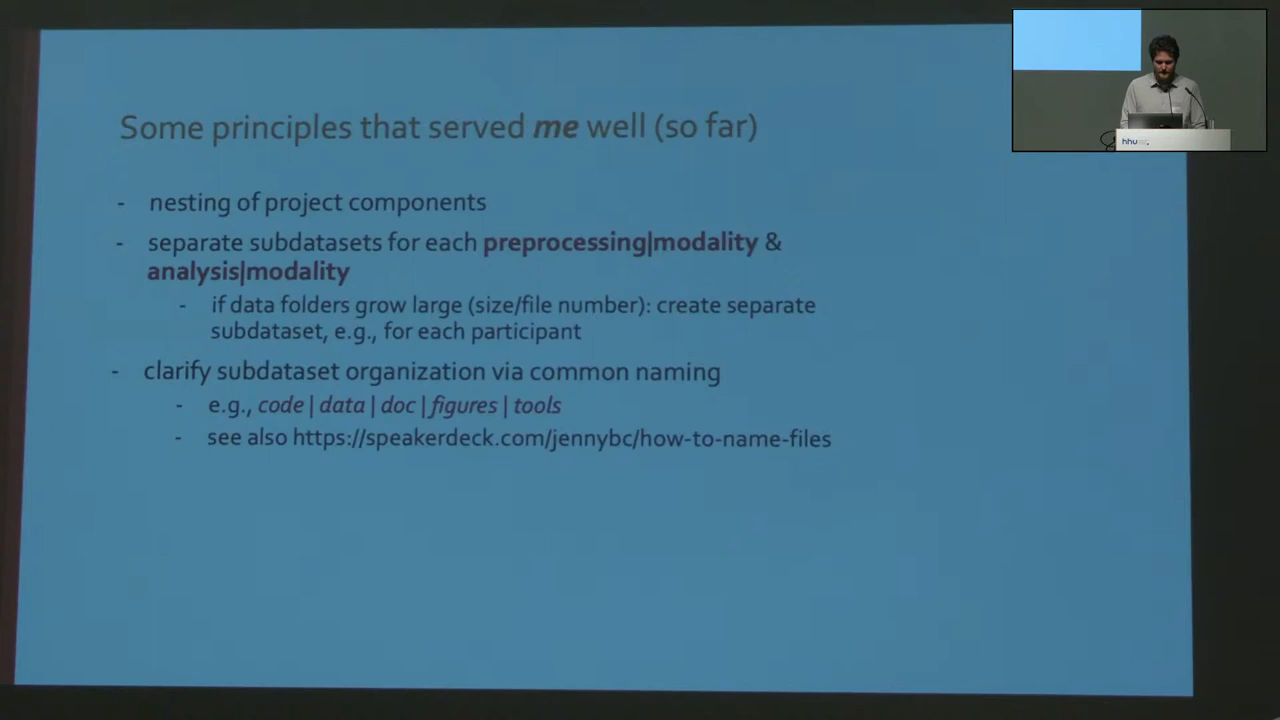 Some principles that served me well (so far)
- nesting of project components
- separate subdatasets for each preprocessing|modality &
analysis|modality
- if data folders grow large (size/file number): create separate
subdataset, e.g., for each participant
- clarify subdataset organization via common naming
- e.g., code | data | doc | figures | tools
- see also https://speakerdeck.com/jennybc/how-to-name-files
hhu